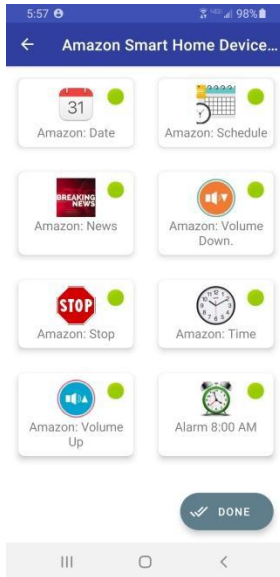 5:57
98%
Amazon Smart Home Device...
31
Amazon: Date
Amazon: Schedule
BREAKING
NEWS
Amazon: News
Amazon: Volume
Down.
STOP
Amazon: Stop
Amazon: Time
Amazon: Volume
Up
Alarm 8:00 AM
DONE